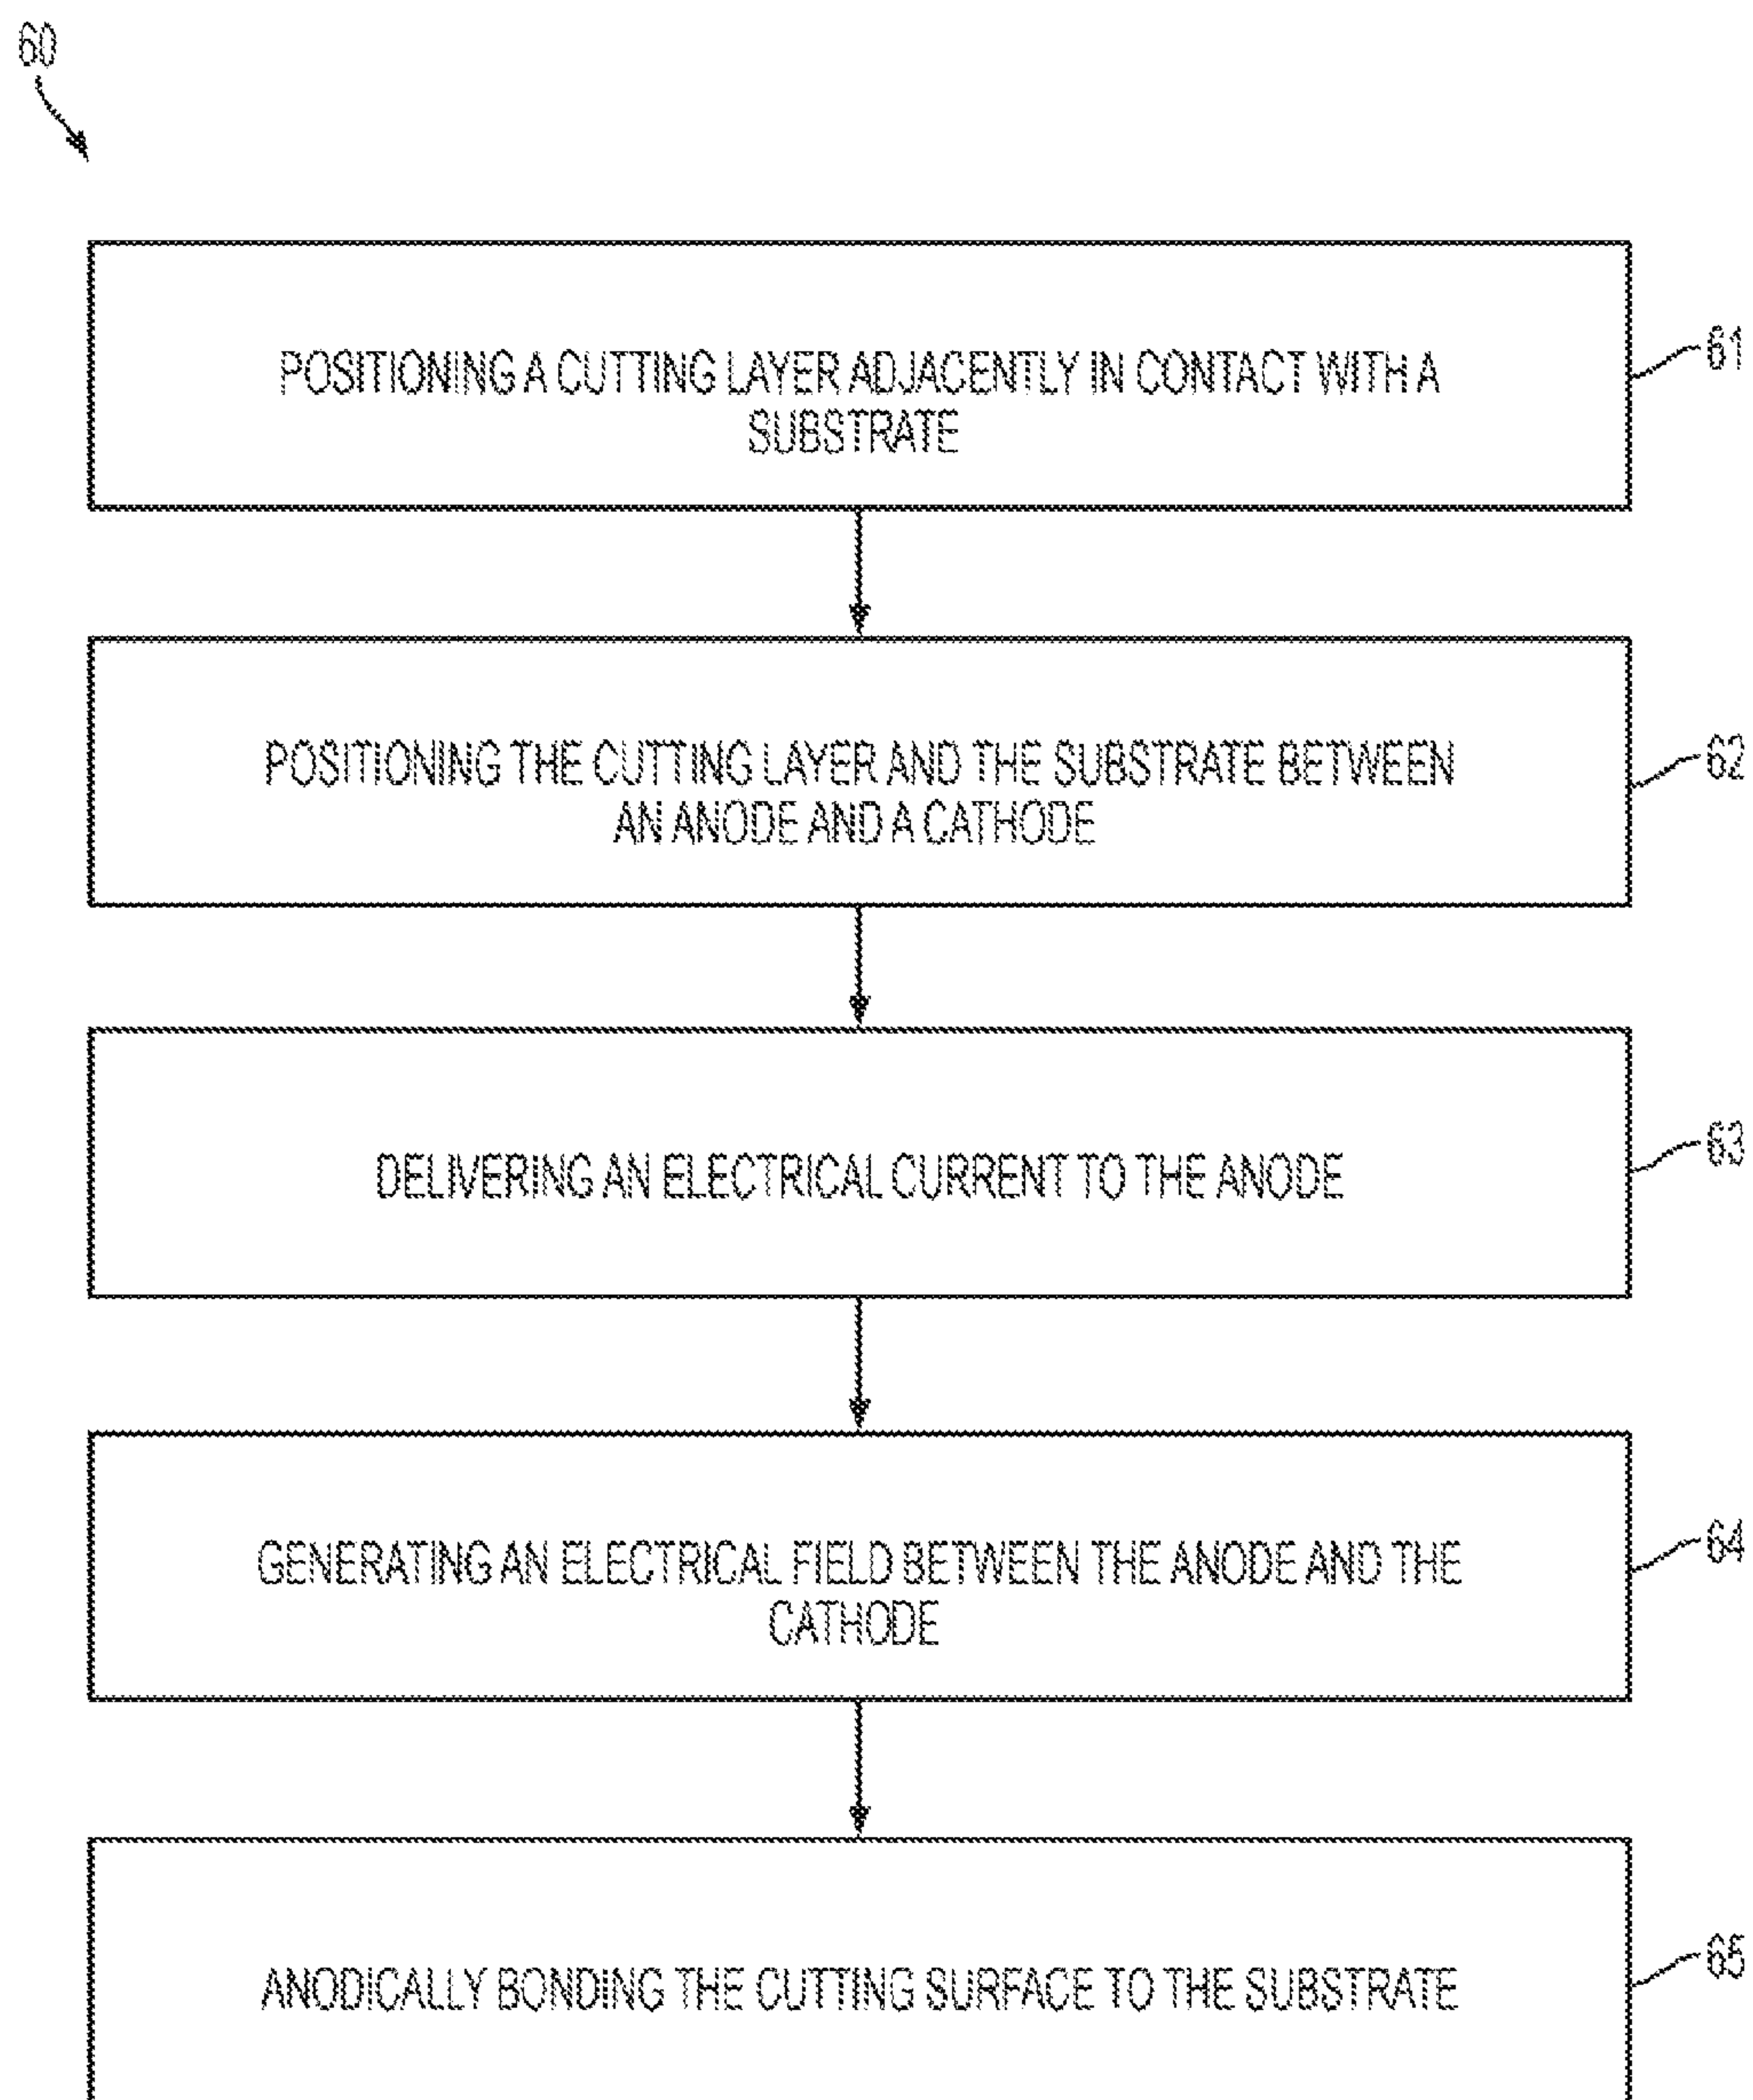 60
POSITIONING A CUTTING LAYER ADJACENTLY IN CONTACT WITH A
SUBSTRATE
61
POSITIONING THE CUTTING LAYER AND THE SUBSTRATE BETWEEN
AN ANODE AND A CATHODE
62
DELIVERING AN ELECTRICAL CURRENT TO THE ANODE
63
GENERATING AN ELECTRICAL FIELD BETWEEN THE ANODE AND THE
CATHODE
64
ANODICALLY BONDING THE CUTTING SURFACE TO THE SUBSTRATE
65